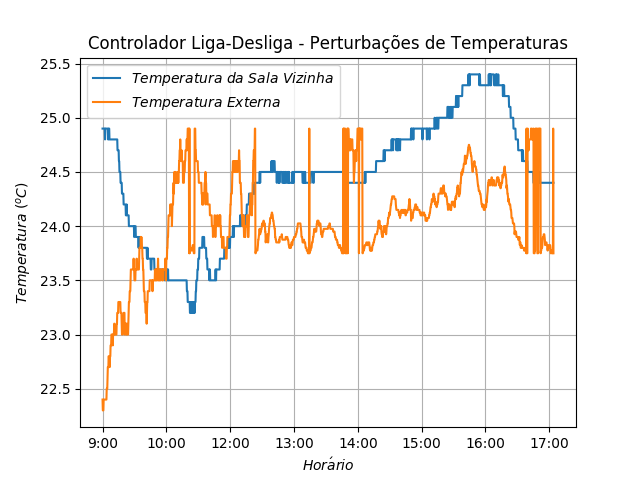 Controlador Liga-Desliga - Perturbações de Temperaturas
Temperatura da Sala Vizinha
Temperatura Externa
Temperatura (ºC)
25.5
25.0
24.5
24.0
23.5
23.0
22.5
9:00 10:00 12:00 13:00 14:00 15:00 16:00 17:00
Horário